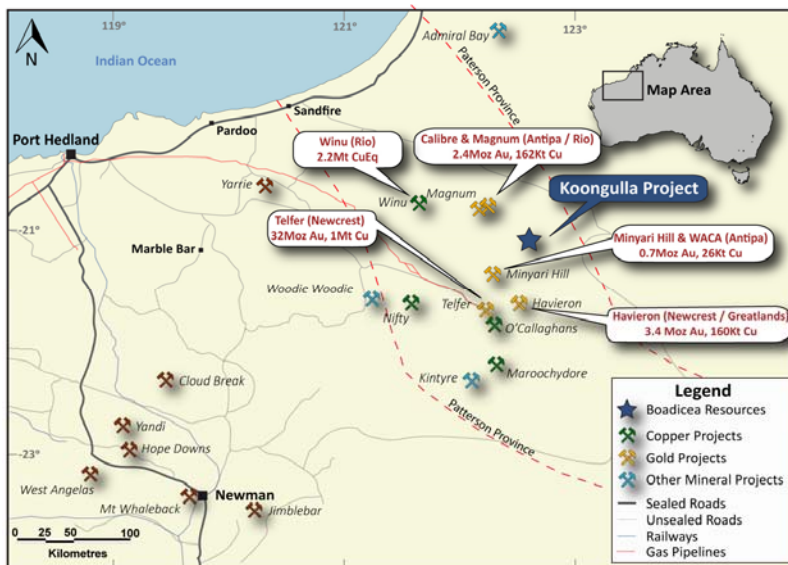 119°
121°
123°
N
Indian Ocean
Admiral Bay
Paterson Province
Map Area
Sandfire
Pardoo
Port Hedland
Winu (Rio)
2.2Mt CuEq
Calibre & Magnum (Antipa / Rio)
2.4Moz Au, 162Kt Cu
Yarrie
Winu
Magnum
Koongulla Project
-21°
Telfer (Newcrest)
32Moz Au, 1Mt Cu
Minyari Hill & WACA (Antipa)
0.7Moz Au, 26Kt Cu
Marble Bar
Minyari Hill
Woodie Woodie
Nifty
Telfer
Havieron
O'Callaghans
Havieron (Newcrest / Greatlands)
3.4 Moz Au, 160Kt Cu
Maroochydore
Kintyre
Cloud Break
Patterson Province
Yandi
Hope Downs
-23°
West Angelas
Mt Whaleback
Newman
Jimblebar
0 25 50 100
Kilometres
Legend
Boadicea Resources
Copper Projects
Gold Projects
Other Mineral Projects
Sealed Roads
Unsealed Roads
Railways
Gas Pipelines